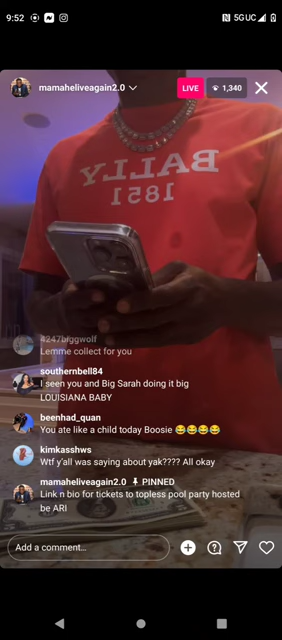 9:52
5GUC
mamaheliveagain2.0
LIVE
1,340
BALLY
1851
4247biggwolf
Lemme collect for you
southernbell84
I seen you and Big Sarah doing it big
LOUISIANA BABY
beenhad_quan
You ate like a child today Boosie 😂😂😂😂
kimkasshws
Wtf y'all was saying about yak???? All okay
mamaheliveagain2.0 📌 PINNED
Link n bio for tickets to topless pool party hosted
be ARI
Add a comment...